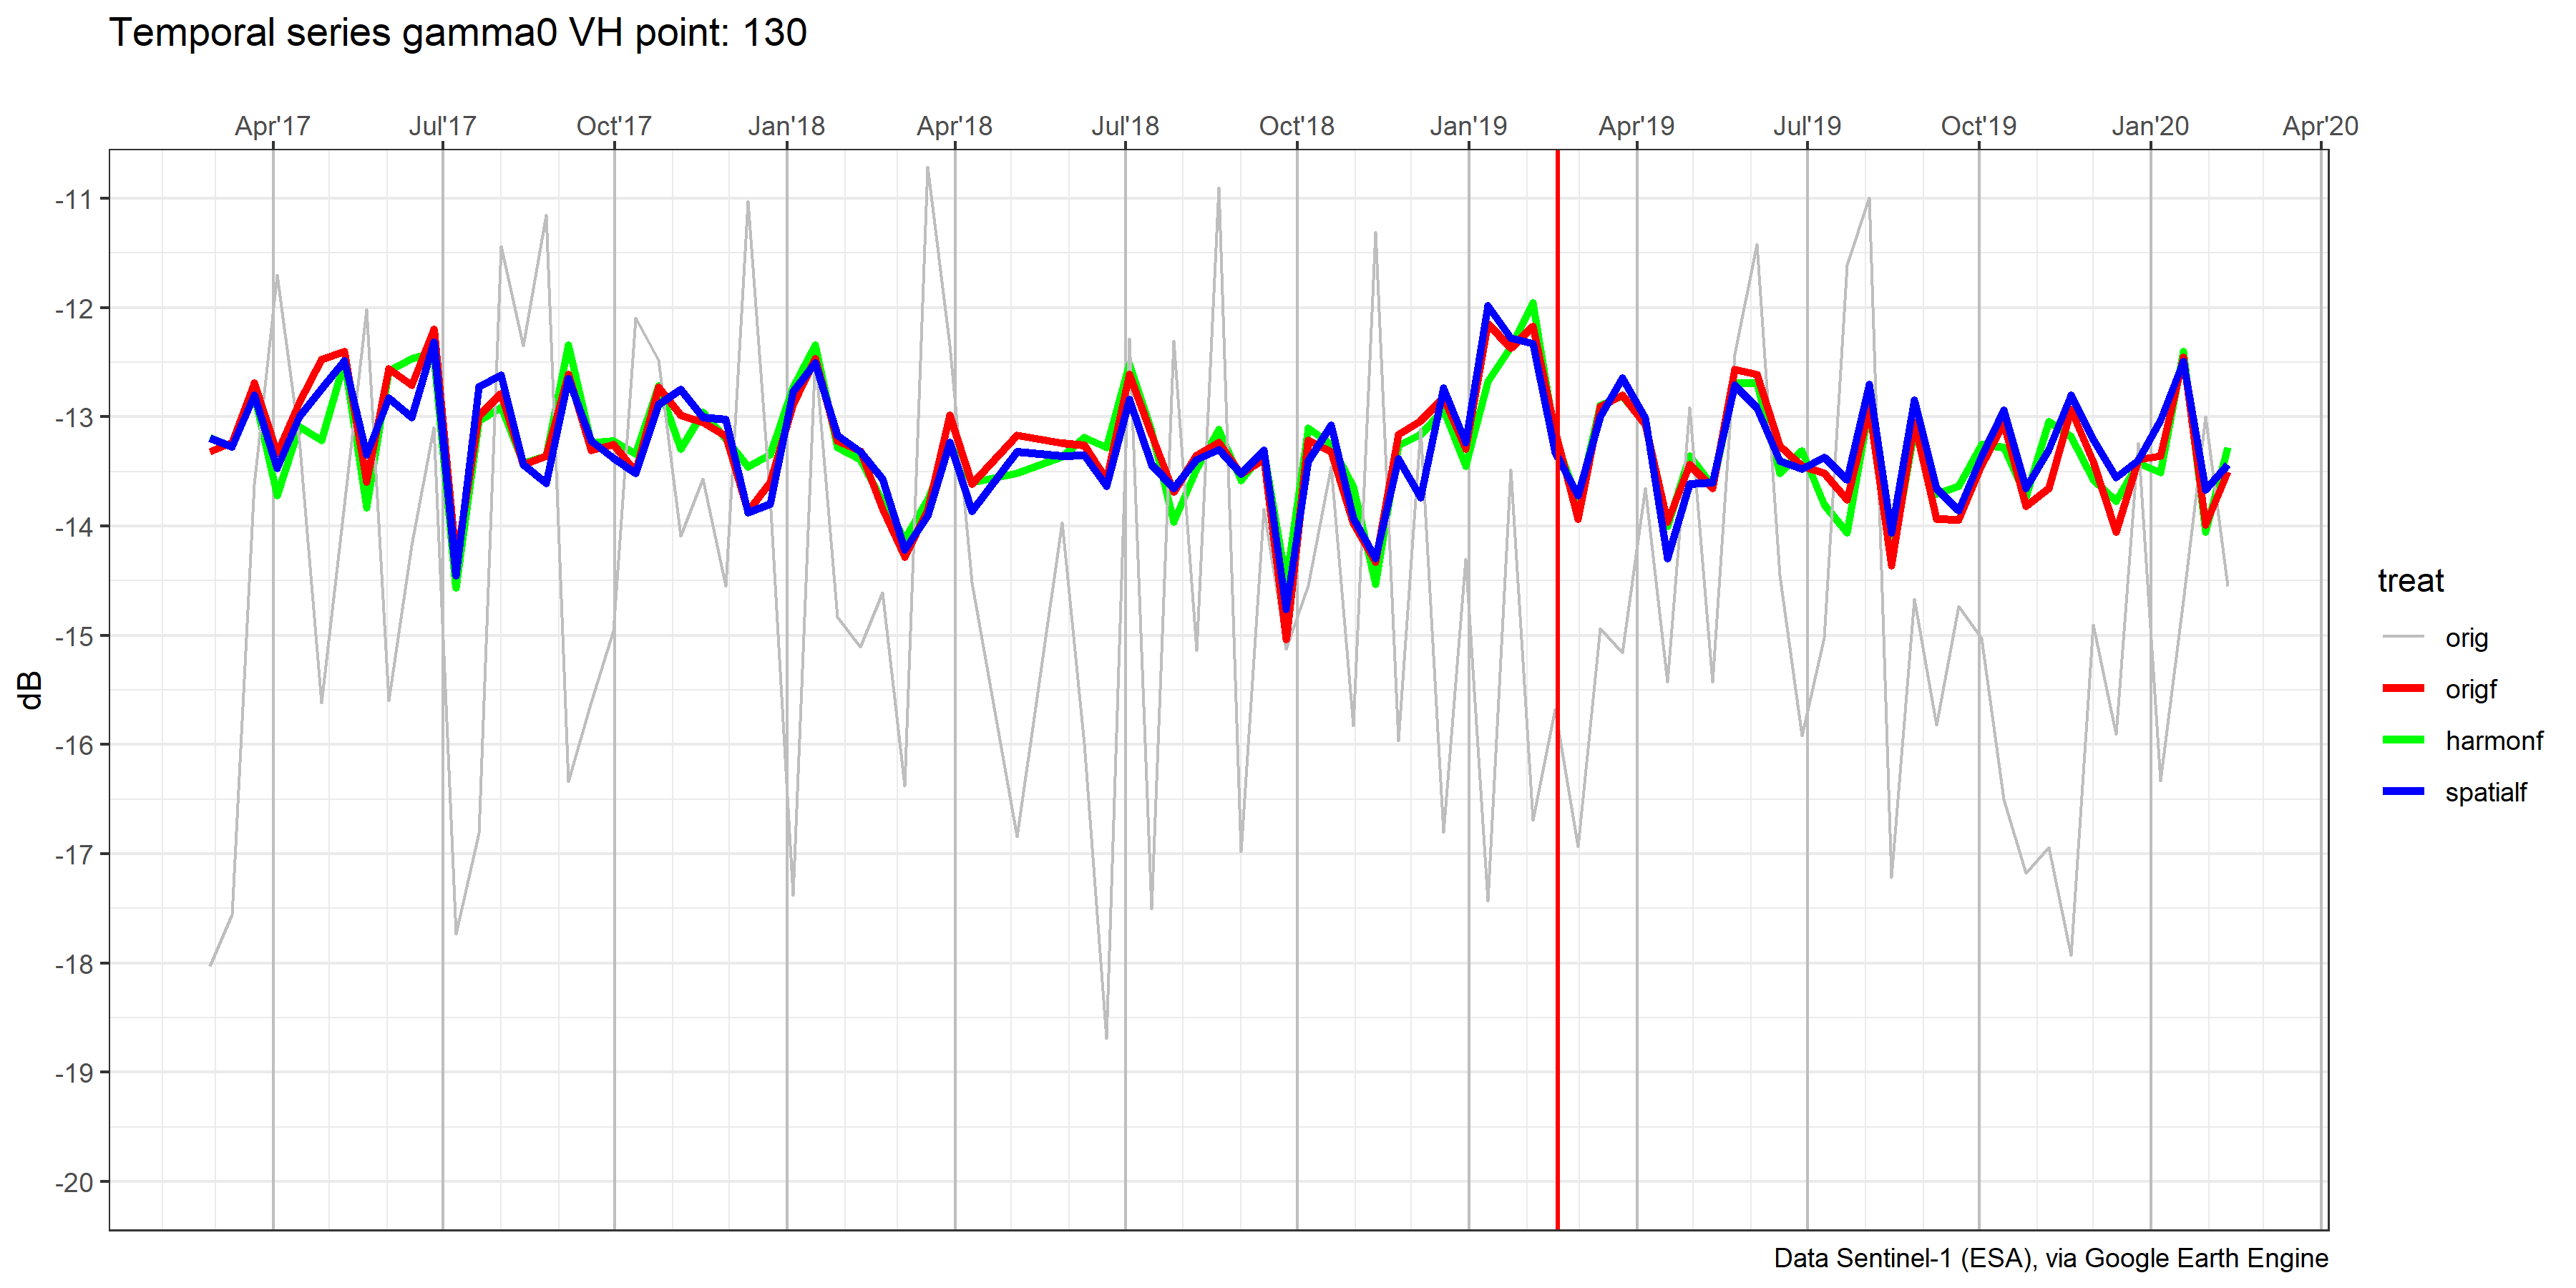 Temporal series gamma0 VH point: 130
Apr'17 Jul'17 Oct'17 Jan'18 Apr'18 Jul'18 Oct'18 Jan'19 Apr'19 Jul'19 Oct'19 Jan'20 Apr'20
-11
-12
-13
-14
-15
-16
-17
-18
-19
-20
dB
treat
orig
origf
harmonf
spatialf
Data Sentinel-1 (ESA), via Google Earth Engine